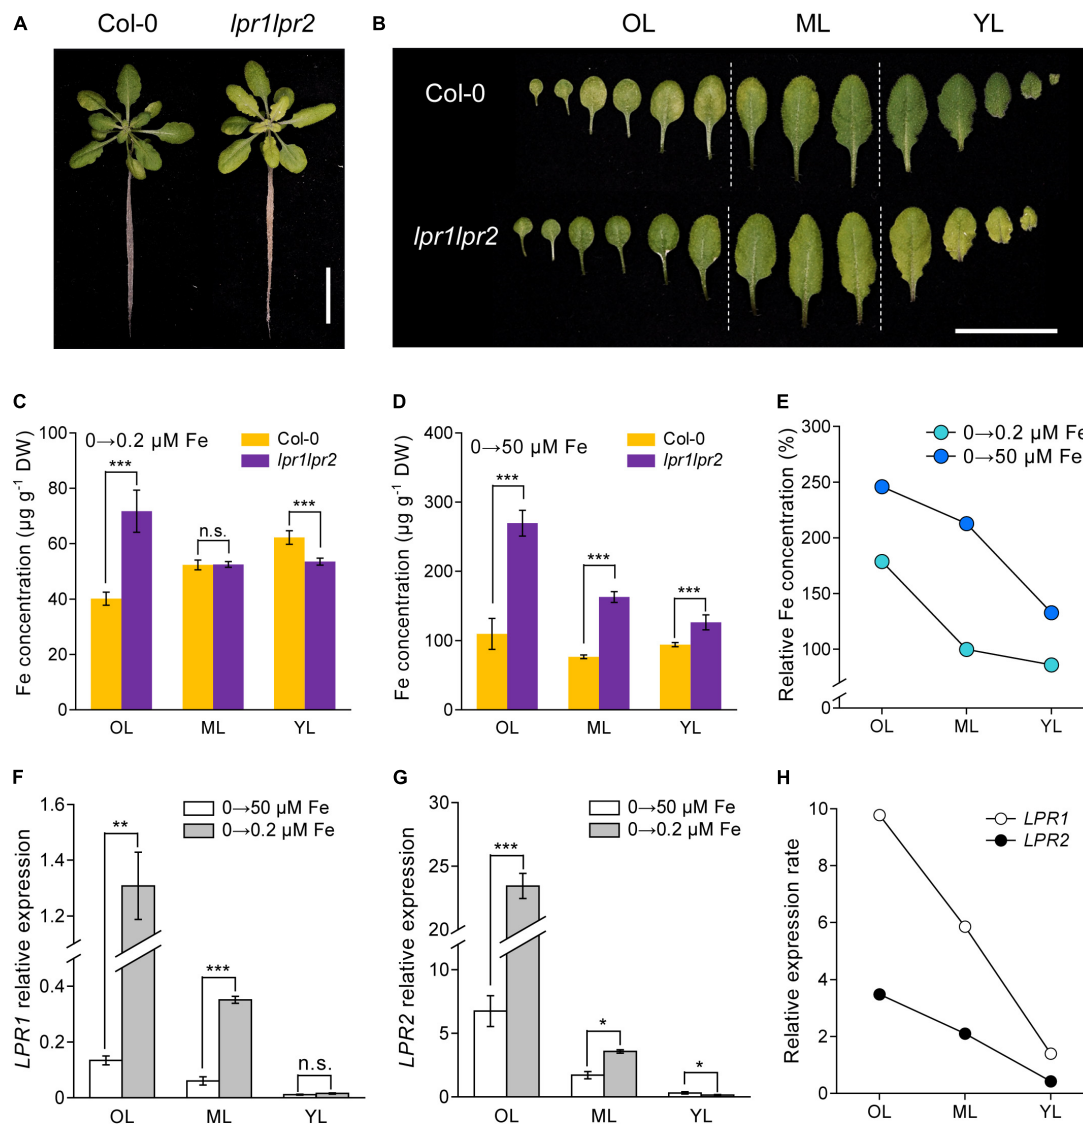 A
Col-0 lpr1lpr2
B
OL ML YL
Col-0
lpr1lpr2
C
0→0.2 µM Fe
Col-0
lpr1lpr2
Fe concentration (µg g⁻¹ DW)
100
80
60
40
20
0
***
n.s.
***
OL ML YL
D
0→50 µM Fe
Col-0
lpr1lpr2
Fe concentration (µg g⁻¹ DW)
400
300
200
100
0
***
***
***
OL ML YL
E
0→0.2 µM Fe
0→50 µM Fe
Relative Fe concentration (%)
300
250
200
150
100
0
OL ML YL
F
0→50 µM Fe
0→0.2 µM Fe
LPR1 relative expression
1.6
1.4
1.2
0.4
0.2
0
**
***
n.s.
OL ML YL
G
0→50 µM Fe
0→0.2 µM Fe
LPR2 relative expression
30
25
20
10
5
0
***
*
*
OL ML YL
H
LPR1
LPR2
Relative expression rate
10
8
6
4
2
0
OL ML YL